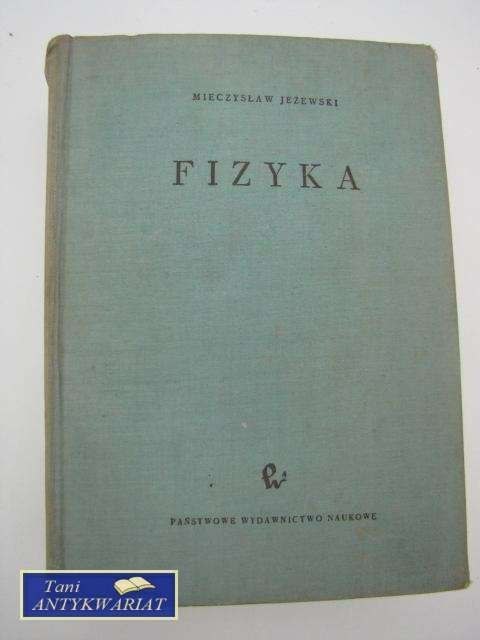 MIECZYSŁAW JEŻEWSKI
FIZYKA
PAŃSTWOWE WYDAWNICTWO NAUKOWE
Tani
ANTYKWARIAT